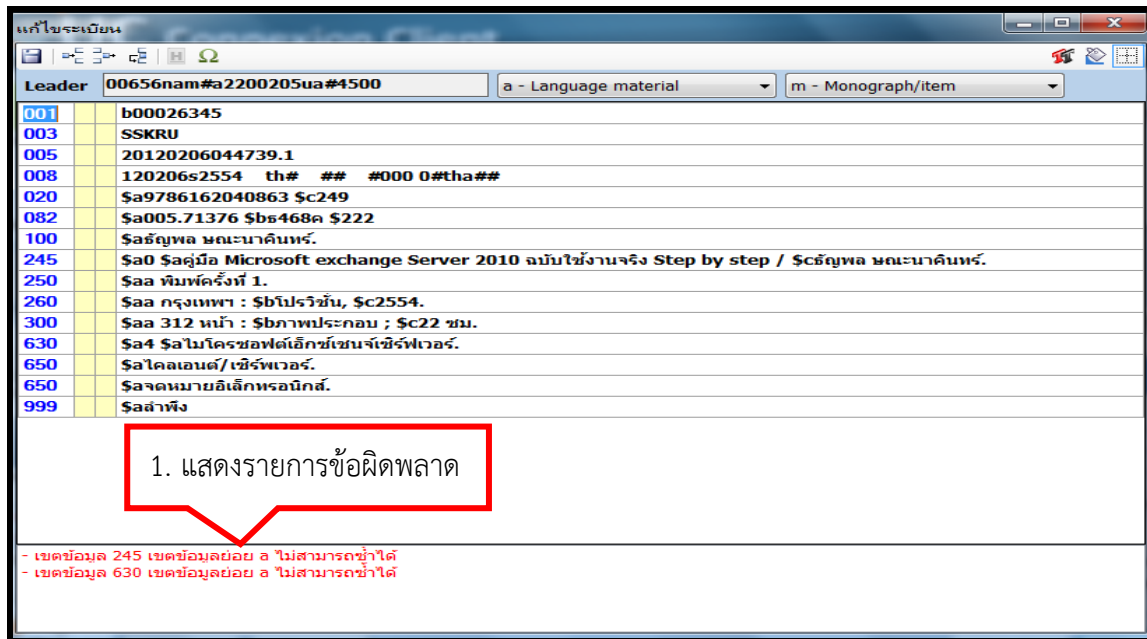 แก้ไขระเบียน
Leader 00656nam#a2200205ua#4500 a - Language material m - Monograph/item
001 b00026345
003 SSKRU
005 20120206044739.1
008 120206s2554 th# ## #000 0#tha##
020 $a9786162040863 $c249
082 $a005.71376 $bธ468ค $222
100 $aธัญพล ษณะนาคินทร์.
245 $a0 $aคู่มือ Microsoft exchange Server 2010 ฉบับใช้งานจริง Step by step / $cธัญพล ษณะนาคินทร์.
250 $aa พิมพ์ครั้งที่ 1.
260 $aa กรุงเทพฯ : $bโปรวิชั่น, $c2554.
300 $aa 312 หน้า : $bภาพประกอบ ; $c22 ซม.
630 $a4 $aไมโครซอฟต์เอ็กซ์เชนจ์เซิร์ฟเวอร์.
650 $aไคลเอนต์/เซิร์พเวอร์.
650 $aจดหมายอิเล็กทรอนิกส์.
999 $aลำพึง
1. แสดงรายการข้อผิดพลาด
- เขตข้อมูล 245 เขตข้อมูลย่อย a ไม่สามารถซ้ำได้
- เขตข้อมูล 630 เขตข้อมูลย่อย a ไม่สามารถซ้ำได้